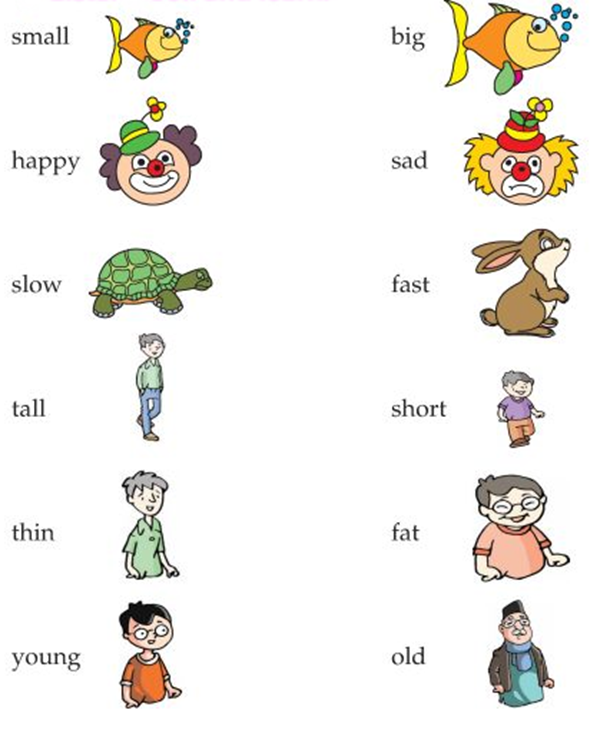 small big
happy sad
slow fast
tall short
thin fat
young old